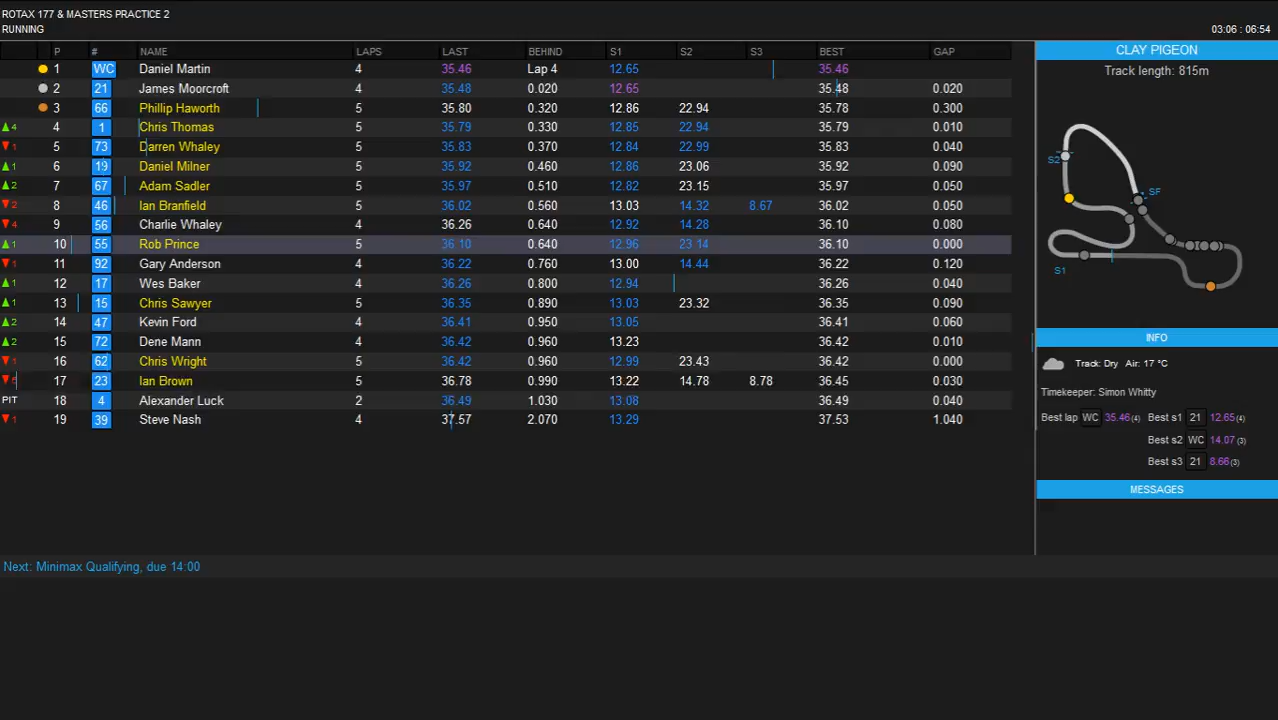 ROTAX 177 & MASTERS PRACTICE 2
RUNNING 03:06 : 06:54
P # NAME LAPS LAST BEHIND S1 S2 S3 BEST GAP
1 WC Daniel Martin 4 35.46 Lap 4 12.65 35.46
2 21 James Moorcroft 4 35.48 0.020 12.65 35.48 0.020
3 66 Phillip Haworth 5 35.80 0.320 12.86 22.94 35.78 0.300
4 4 1 Chris Thomas 5 35.79 0.330 12.85 22.94 35.79 0.010
1 5 73 Darren Whaley 5 35.83 0.370 12.84 22.99 35.83 0.040
1 6 19 Daniel Milner 5 35.92 0.460 12.86 23.06 35.92 0.090
2 7 67 Adam Sadler 5 35.97 0.510 12.82 23.15 35.97 0.050
2 8 46 Ian Branfield 5 36.02 0.560 13.03 14.32 8.67 36.02 0.050
4 9 56 Charlie Whaley 4 36.26 0.640 12.92 14.28 36.10 0.080
1 10 55 Rob Prince 5 36.10 0.640 12.96 23.14 36.10 0.000
1 11 92 Gary Anderson 4 36.22 0.760 13.00 14.44 36.22 0.120
1 12 17 Wes Baker 4 36.26 0.800 12.94 36.26 0.040
1 13 15 Chris Sawyer 5 36.35 0.890 13.03 23.32 36.35 0.090
2 14 47 Kevin Ford 4 36.41 0.950 13.05 36.41 0.060
2 15 72 Dene Mann 4 36.42 0.960 13.23 36.42 0.010
1 16 62 Chris Wright 5 36.42 0.960 12.99 23.43 36.42 0.000
17 23 Ian Brown 5 36.78 0.990 13.22 14.78 8.78 36.45 0.030
PIT 18 4 Alexander Luck 2 36.49 1.030 13.08 36.49 0.040
1 19 39 Steve Nash 4 37.57 2.070 13.29 37.53 1.040
CLAY PIGEON
Track length: 815m
S2
SF
S1
INFO
Track: Dry Air: 17 °C
Timekeeper: Simon Whitty
Best lap WC 35.46(4) Best s1 21 12.65(4)
Best s2 WC 14.07(3)
Best s3 21 8.66(3)
MESSAGES
Next: Minimax Qualifying, due 14:00